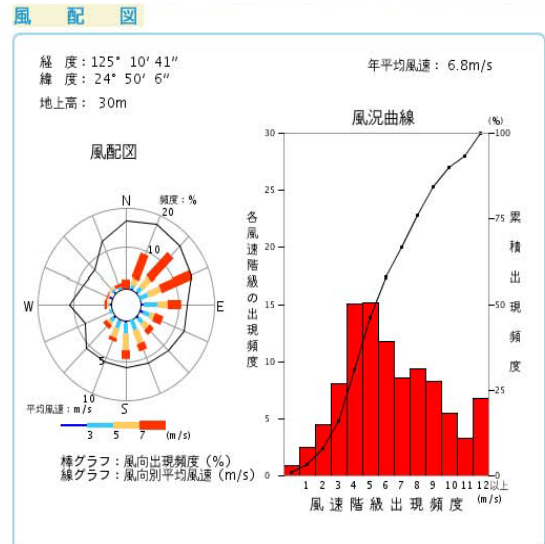 風 配 図
経 度：125° 10′ 41″
緯 度：24° 50′ 6″
地上高： 30m
年平均風速： 6.8m/s
風配図
風況曲線
頻度：%
N
20
10
W
E
5
10
S
平均風速：m/s
3 5 7 (m/s)
棒グラフ：風向出現頻度（%）
線グラフ：風向別平均風速（m/s）
(%)
30
25
20
15
10
5
0
各風速階級の出現頻度
100
75
50
25
0
累積出現頻度
1 2 3 4 5 6 7 8 9 10 11 12以上
(m/s)
風速階級出現頻度